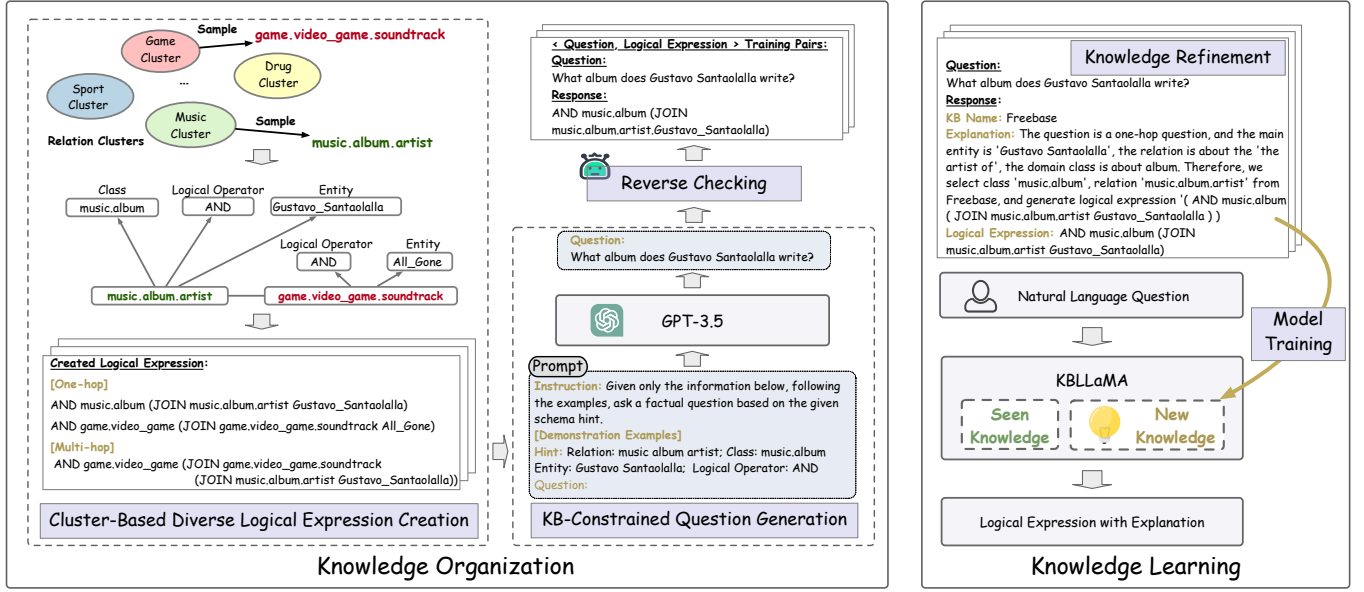 Game
Cluster
Sample
game.video_game.soundtrack
Drug
Cluster
...
Sport
Cluster
Music
Cluster
Sample
Relation Clusters
music.album.artist
Class
music.album
Logical Operator
AND
Entity
Gustavo_Santaolalla
Logical Operator
AND
Entity
All_Gone
music.album.artist
game.video_game.soundtrack
Created Logical Expression:
[One-hop]
AND music.album (JOIN music.album.artist Gustavo_Santaolalla)
AND game.video_game (JOIN game.video_game.soundtrack All_Gone)
[Multi-hop]
AND game.video_game (JOIN game.video_game.soundtrack
(JOIN music.album.artist Gustavo_Santaolalla))
Cluster-Based Diverse Logical Expression Creation
< Question, Logical Expression > Training Pairs:
Question:
What album does Gustavo Santaolalla write?
Response:
AND music.album (JOIN
music.album.artist.Gustavo_Santaolalla)
Reverse Checking
Question:
What album does Gustavo Santaolalla write?
GPT-3.5
Prompt
Instruction: Given only the information below, following
the examples, ask a factual question based on the given
schema hint.
[Demonstration Examples]
Hint: Relation: music album artist; Class: music.album
Entity: Gustavo Santaolalla; Logical Operator: AND
Question:
KB-Constrained Question Generation
Knowledge Organization
Knowledge Refinement
Question:
What album does Gustavo Santaolalla write?
Response:
KB Name: Freebase
Explanation: The question is a one-hop question, and the main
entity is 'Gustavo Santaolalla', the relation is about the 'the
artist of', the domain class is about album. Therefore, we
select class 'music.album', relation 'music.album.artist' from
Freebase, and generate logical expression '( AND music.album
( JOIN music.album.artist Gustavo_Santaolalla ) )
Logical Expression: AND music.album (JOIN
music.album.artist Gustavo_Santaolalla)
Natural Language Question
Model
Training
KBLLaMA
Seen
Knowledge
New
Knowledge
Logical Expression with Explanation
Knowledge Learning